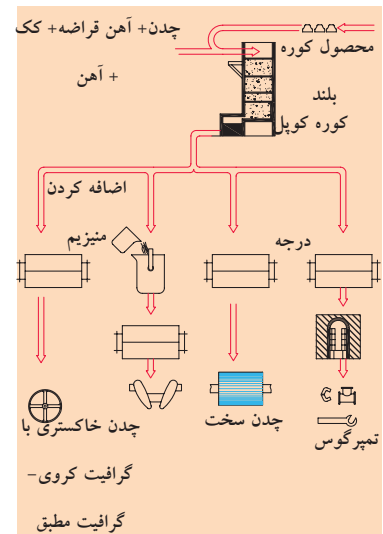 چدن+ آهن قراضه+ کک
+ آهن
محصول کوره
بلند
کوره کوپل
اضافه کردن
منیزیم
درجه
چدن خاکستری با
گرافیت کروی-
گرافیت مطبق
چدن سخت
تمپرگوس